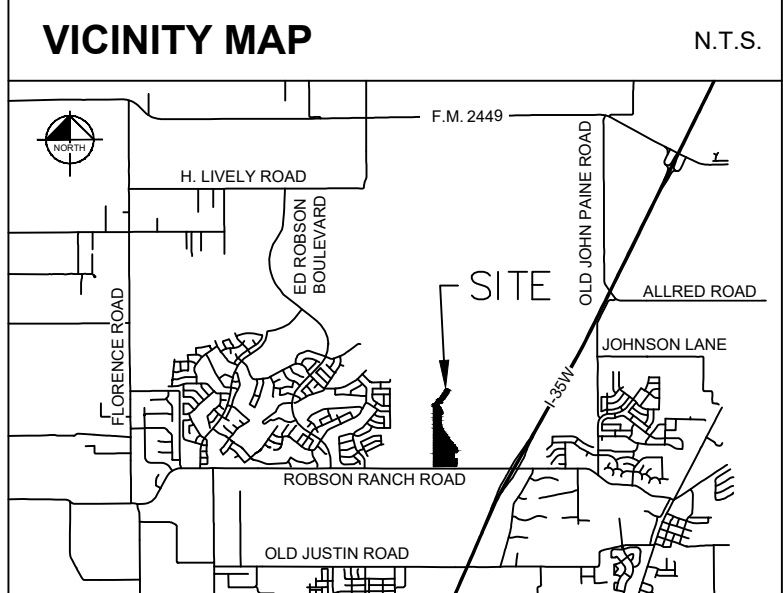 VICINITY MAP
N.T.S.
F.M. 2449
NORTH
H. LIVELY ROAD
OLD JOHN PAINE ROAD
ED ROBSON
BOULEVARD
SITE
ALLRED ROAD
FLORENCE ROAD
JOHNSON LANE
I-35W
ROBSON RANCH ROAD
OLD JUSTIN ROAD